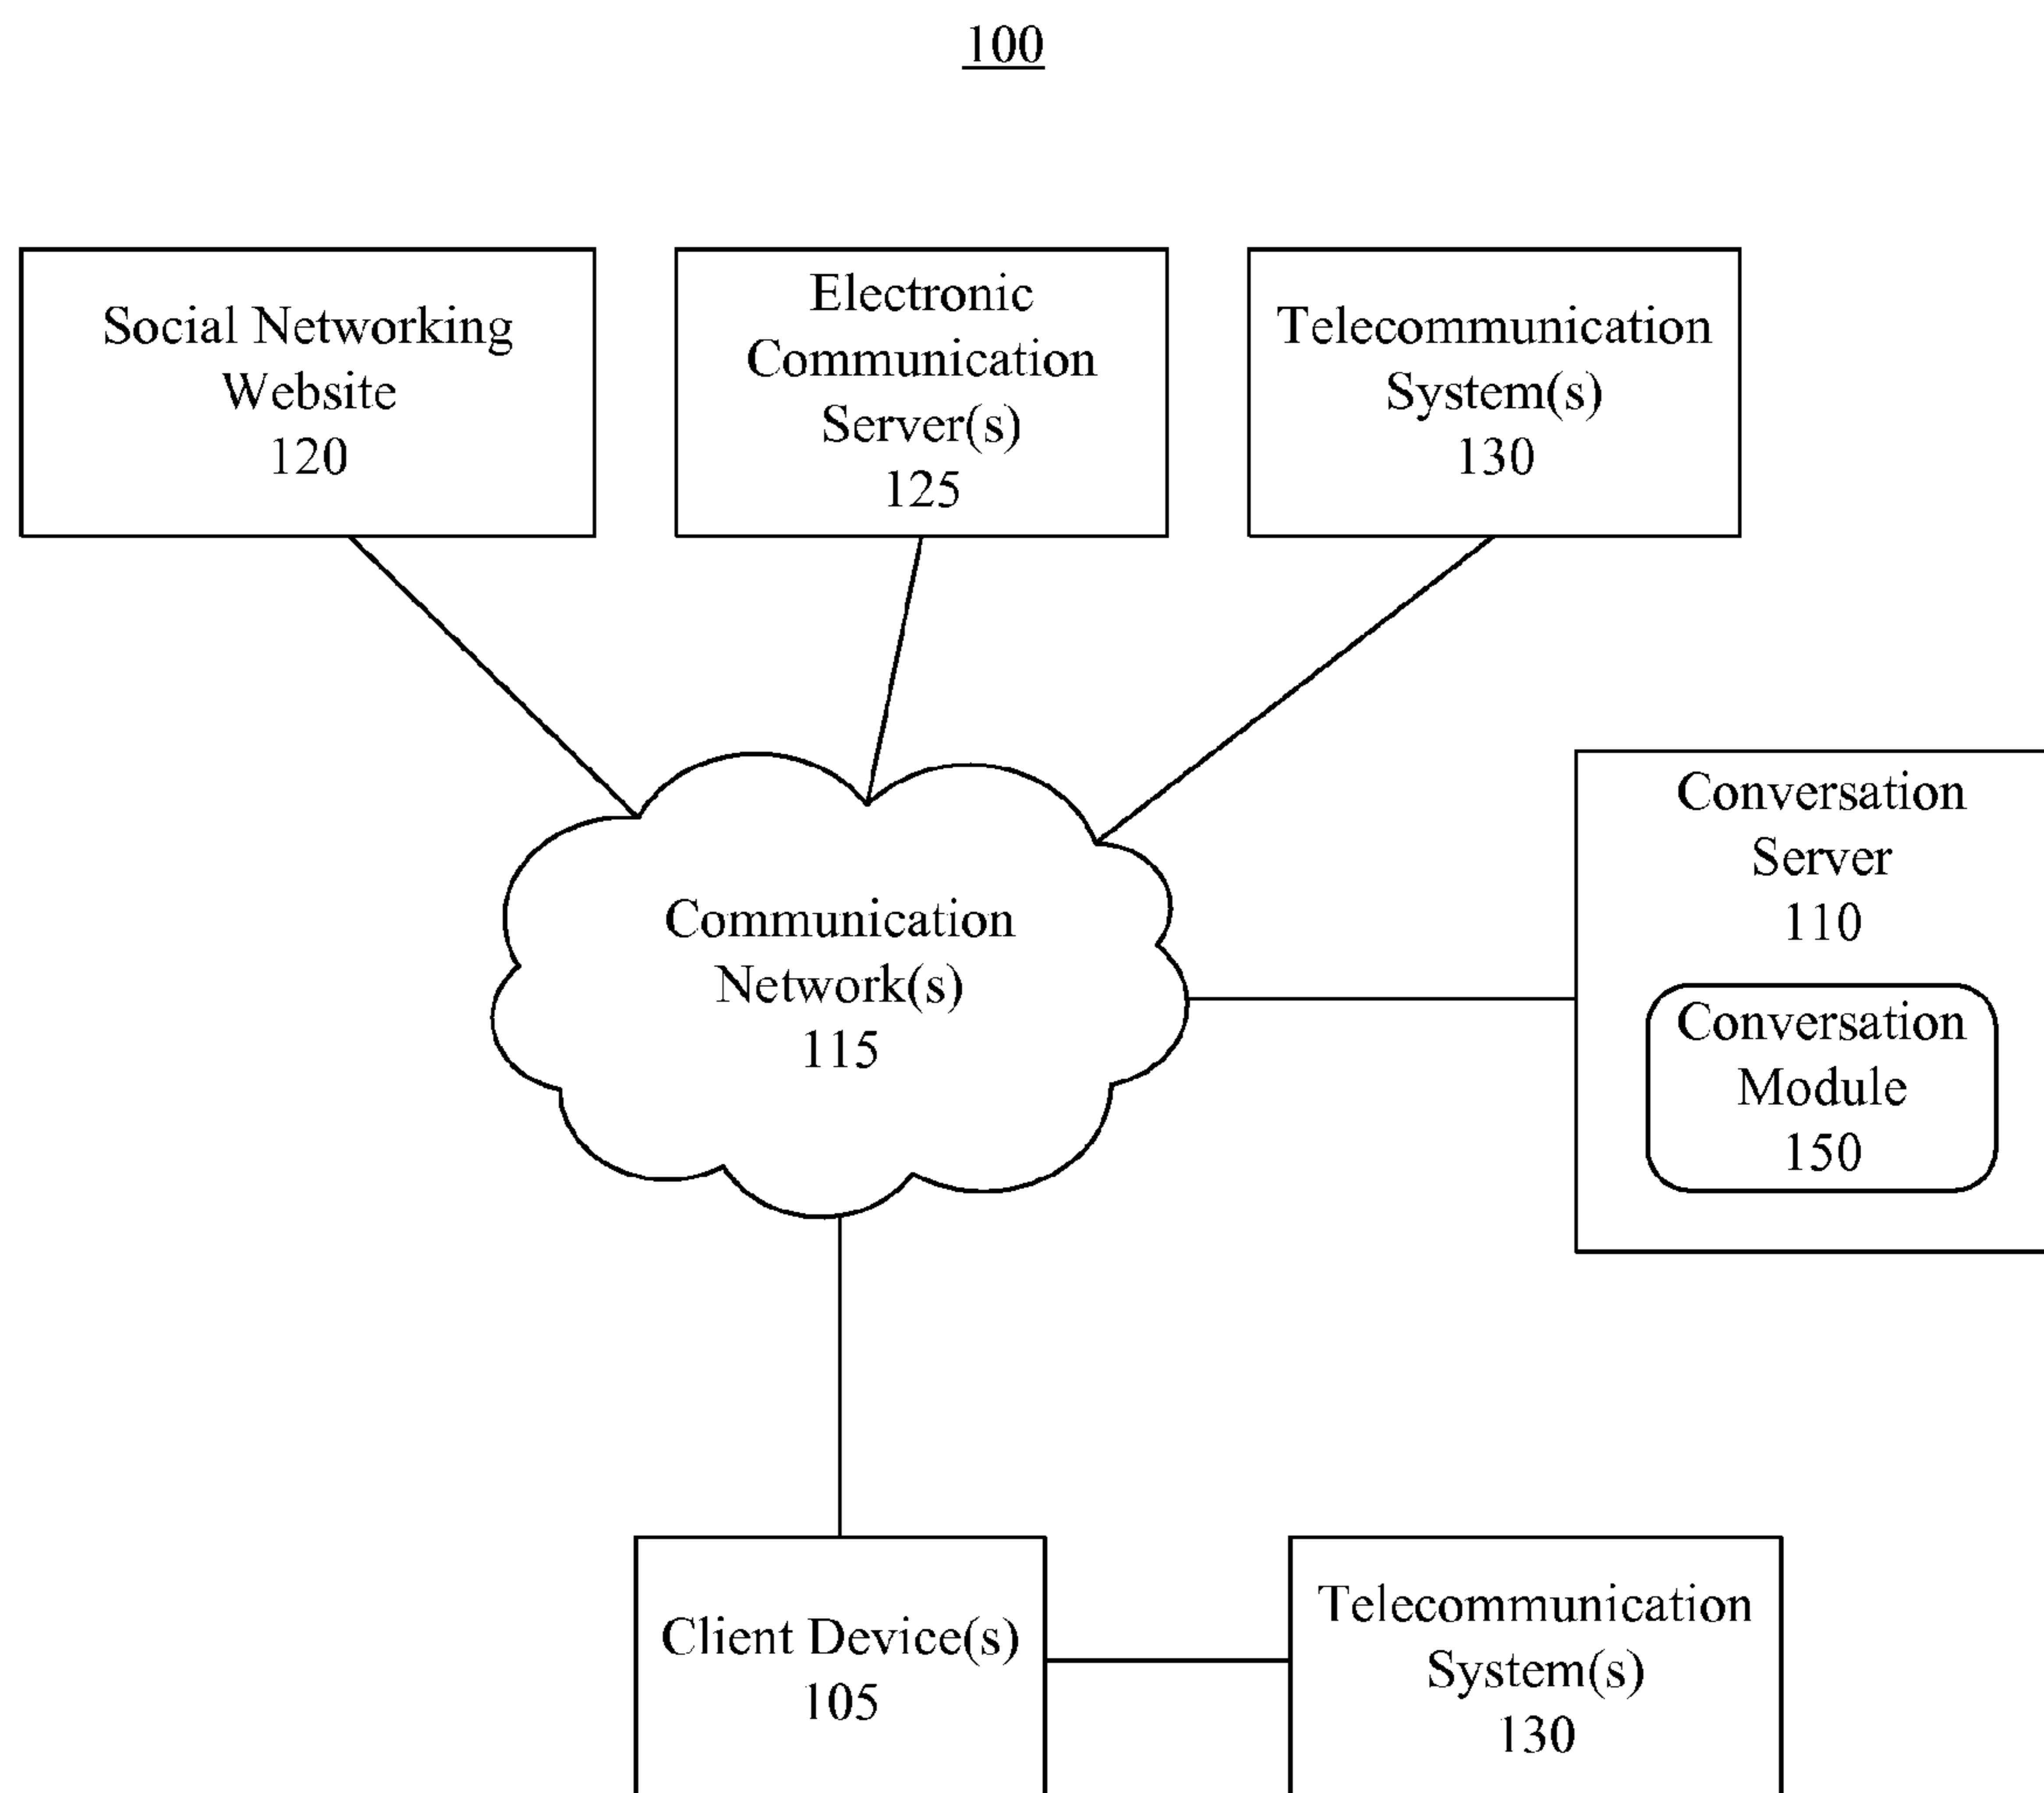 100
Social Networking
Website
120
Electronic
Communication
Server(s)
125
Telecommunication
System(s)
130
Communication
Network(s)
115
Conversation
Server
110
Conversation
Module
150
Client Device(s)
105
Telecommunication
System(s)
130